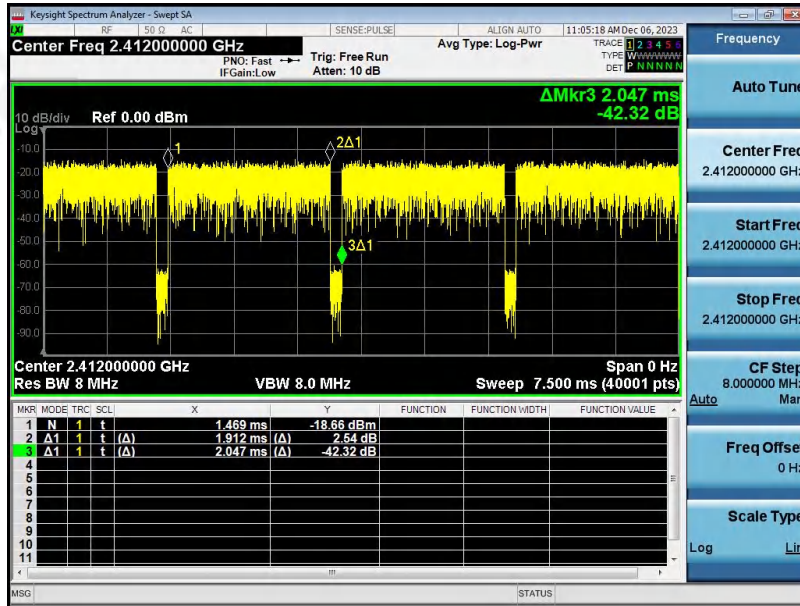 Keysight Spectrum Analyzer - Swept SA
LXI RF 50 Ω AC SENSE:PULSE ALIGN AUTO 11:05:18 AM Dec 06, 2023
Center Freq 2.412000000 GHz
PNO: Fast
IFGain:Low
Trig: Free Run
Atten: 10 dB
Avg Type: Log-Pwr
TRACE 1 2 3 4 5 6
TYPE WWWWWW
DET P N N N N N
ΔMkr3 2.047 ms
-42.32 dB
10 dB/div Ref 0.00 dBm
Log
1
2Δ1
3Δ1
-10.0
-20.0
-30.0
-40.0
-50.0
-60.0
-70.0
-80.0
-90.0
Center 2.412000000 GHz Span 0 Hz
Res BW 8 MHz VBW 8.0 MHz Sweep 7.500 ms (40001 pts)
MKR MODE TRC SCL X Y FUNCTION FUNCTION WIDTH FUNCTION VALUE
1 N 1 t 1.469 ms -18.66 dBm
2 Δ1 1 t (Δ) 1.912 ms (Δ) 2.54 dB
3 Δ1 1 t (Δ) 2.047 ms (Δ) -42.32 dB
4
5
6
7
8
9
10
11
MSG STATUS
Frequency
Auto Tune
Center Freq
2.412000000 GHz
Start Freq
2.412000000 GHz
Stop Freq
2.412000000 GHz
CF Step
8.000000 MHz
Auto Man
Freq Offset
0 Hz
Scale Type
Log Lin